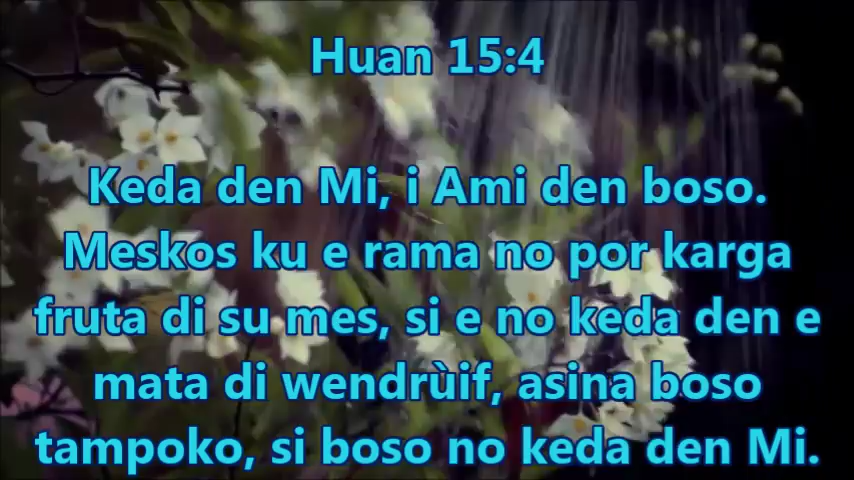 Huan 15:4
Keda den Mi, i Ami den boso.
Meskos ku e rama no por karga
fruta di su mes, si e no keda den e
mata di wendrùif, asina boso
tampoko, si boso no keda den Mi.